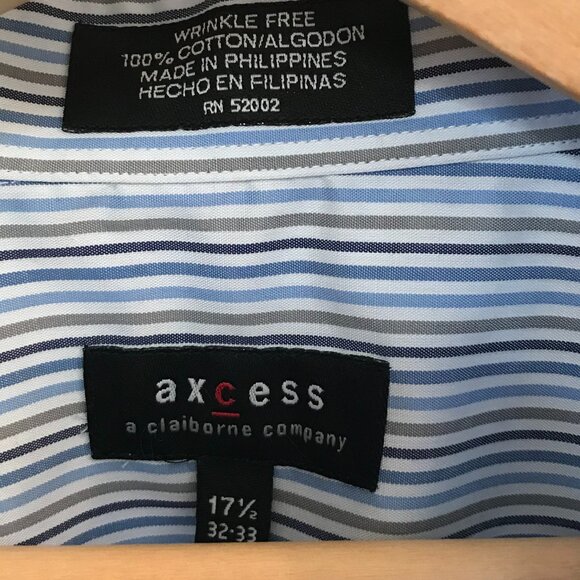 WRINKLE FREE
100% COTTON/ALGODON
MADE IN PHILIPPINES
HECHO EN FILIPINAS
RN 52002
axcess
a claiborne company
17½
32-33